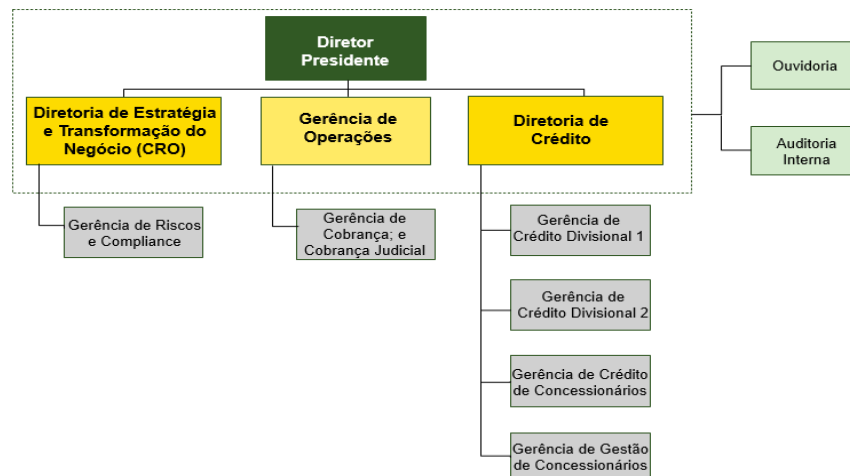 Diretor
Presidente
Diretoria de Estratégia
e Transformação do
Negócio (CRO)
Gerência de
Operações
Diretoria de
Crédito
Ouvidoria
Auditoria
Interna
Gerência de Riscos
e Compliance
Gerência de
Cobrança; e
Cobrança Judicial
Gerência de
Crédito Divisional 1
Gerência de
Crédito Divisional 2
Gerência de Crédito
de Concessionários
Gerência de Gestão
de Concessionários